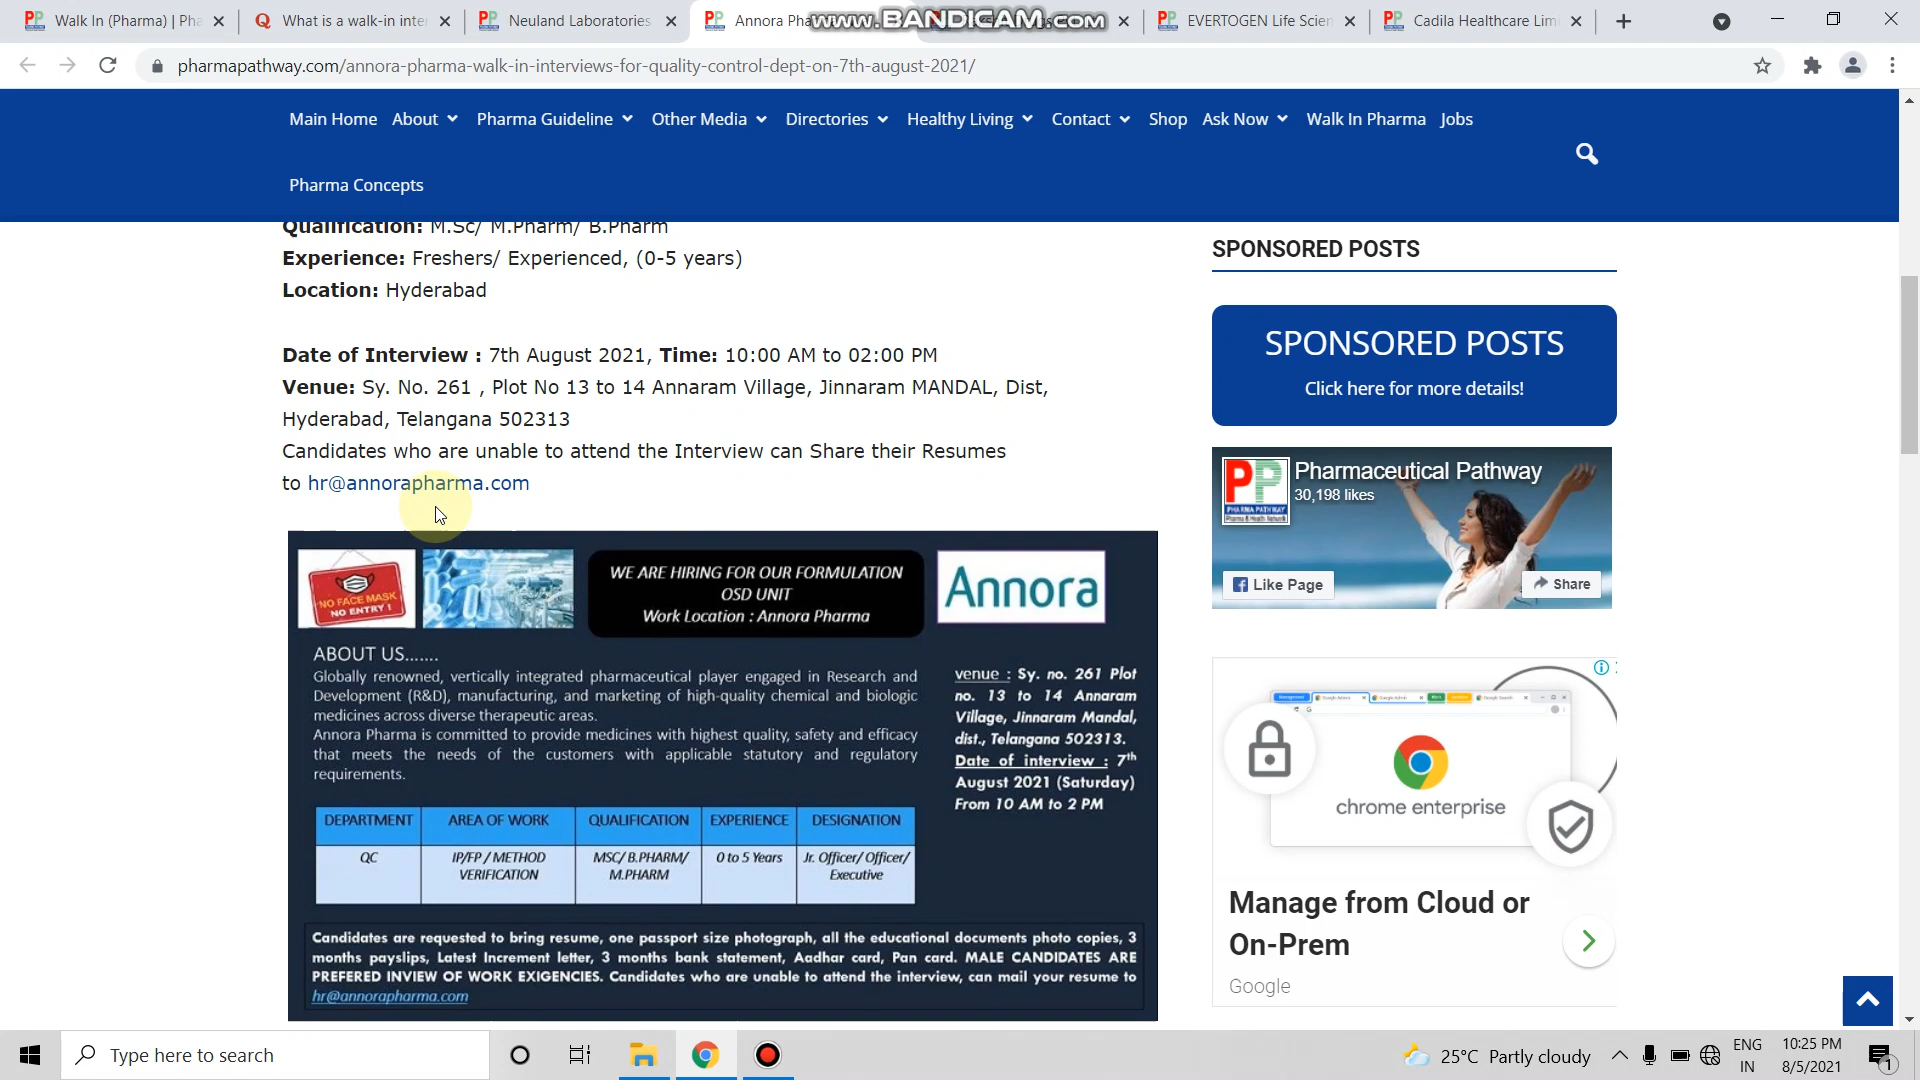 Walk In (Pharma) | Pha
What is a walk-in inte
Neuland Laboratories
Annora Pha
www.BANDICAM.com
EVERTOGEN Life Scien
Cadila Healthcare Lim
pharmapathway.com/annora-pharma-walk-in-interviews-for-quality-control-dept-on-7th-august-2021/
Main Home About Pharma Guideline Other Media Directories Healthy Living Contact Shop Ask Now Walk In Pharma Jobs
Pharma Concepts
Qualification: M.Sc/ M.Pharm/ B.Pharm
Experience: Freshers/ Experienced, (0-5 years)
Location: Hyderabad
Date of Interview : 7th August 2021, Time: 10:00 AM to 02:00 PM
Venue: Sy. No. 261 , Plot No 13 to 14 Annaram Village, Jinnaram MANDAL, Dist,
Hyderabad, Telangana 502313
Candidates who are unable to attend the Interview can Share their Resumes
to hr@annorapharma.com
NO FACE MASK
NO ENTRY !
WE ARE HIRING FOR OUR FORMULATION
OSD UNIT
Work Location : Annora Pharma
Annora
ABOUT US.......
Globally renowned, vertically integrated pharmaceutical player engaged in Research and
Development (R&D), manufacturing, and marketing of high-quality chemical and biologic
medicines across diverse therapeutic areas.
Annora Pharma is committed to provide medicines with highest quality, safety and efficacy
that meets the needs of the customers with applicable statutory and regulatory
requirements.
venue : Sy. no. 261 Plot
no. 13 to 14 Annaram
Village, Jinnaram Mandal,
dist., Telangana 502313.
Date of interview : 7th
August 2021 (Saturday)
From 10 AM to 2 PM
DEPARTMENT AREA OF WORK QUALIFICATION EXPERIENCE DESIGNATION
QC IP/FP / METHOD VERIFICATION MSC/ B.PHARM/ M.PHARM 0 to 5 Years Jr. Officer/ Officer/ Executive
Candidates are requested to bring resume, one passport size photograph, all the educational documents photo copies, 3
months payslips, Latest Increment letter, 3 months bank statement, Aadhar card, Pan card. MALE CANDIDATES ARE
PREFERED INVIEW OF WORK EXIGENCIES. Candidates who are unable to attend the interview, can mail your resume to
hr@annorapharma.com
SPONSORED POSTS
SPONSORED POSTS
Click here for more details!
PP
PHARMA PATHWAY
Pharmaceutical Pathway
30,198 likes
Like Page
Share
chrome enterprise
Manage from Cloud or
On-Prem
Google
Type here to search
25°C Partly cloudy
ENG
IN
10:25 PM
8/5/2021
1